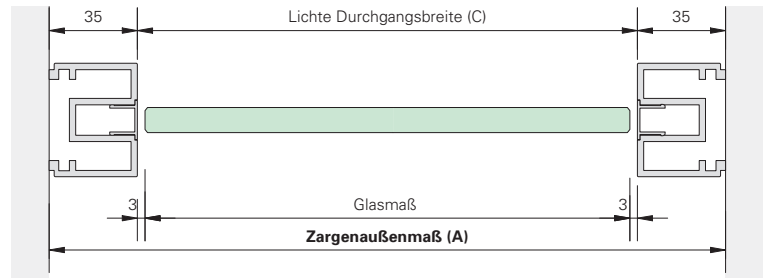 35 Lichte Durchgangsbreite (C) 35
3 Glasmaß 3
Zargenaußenmaß (A)